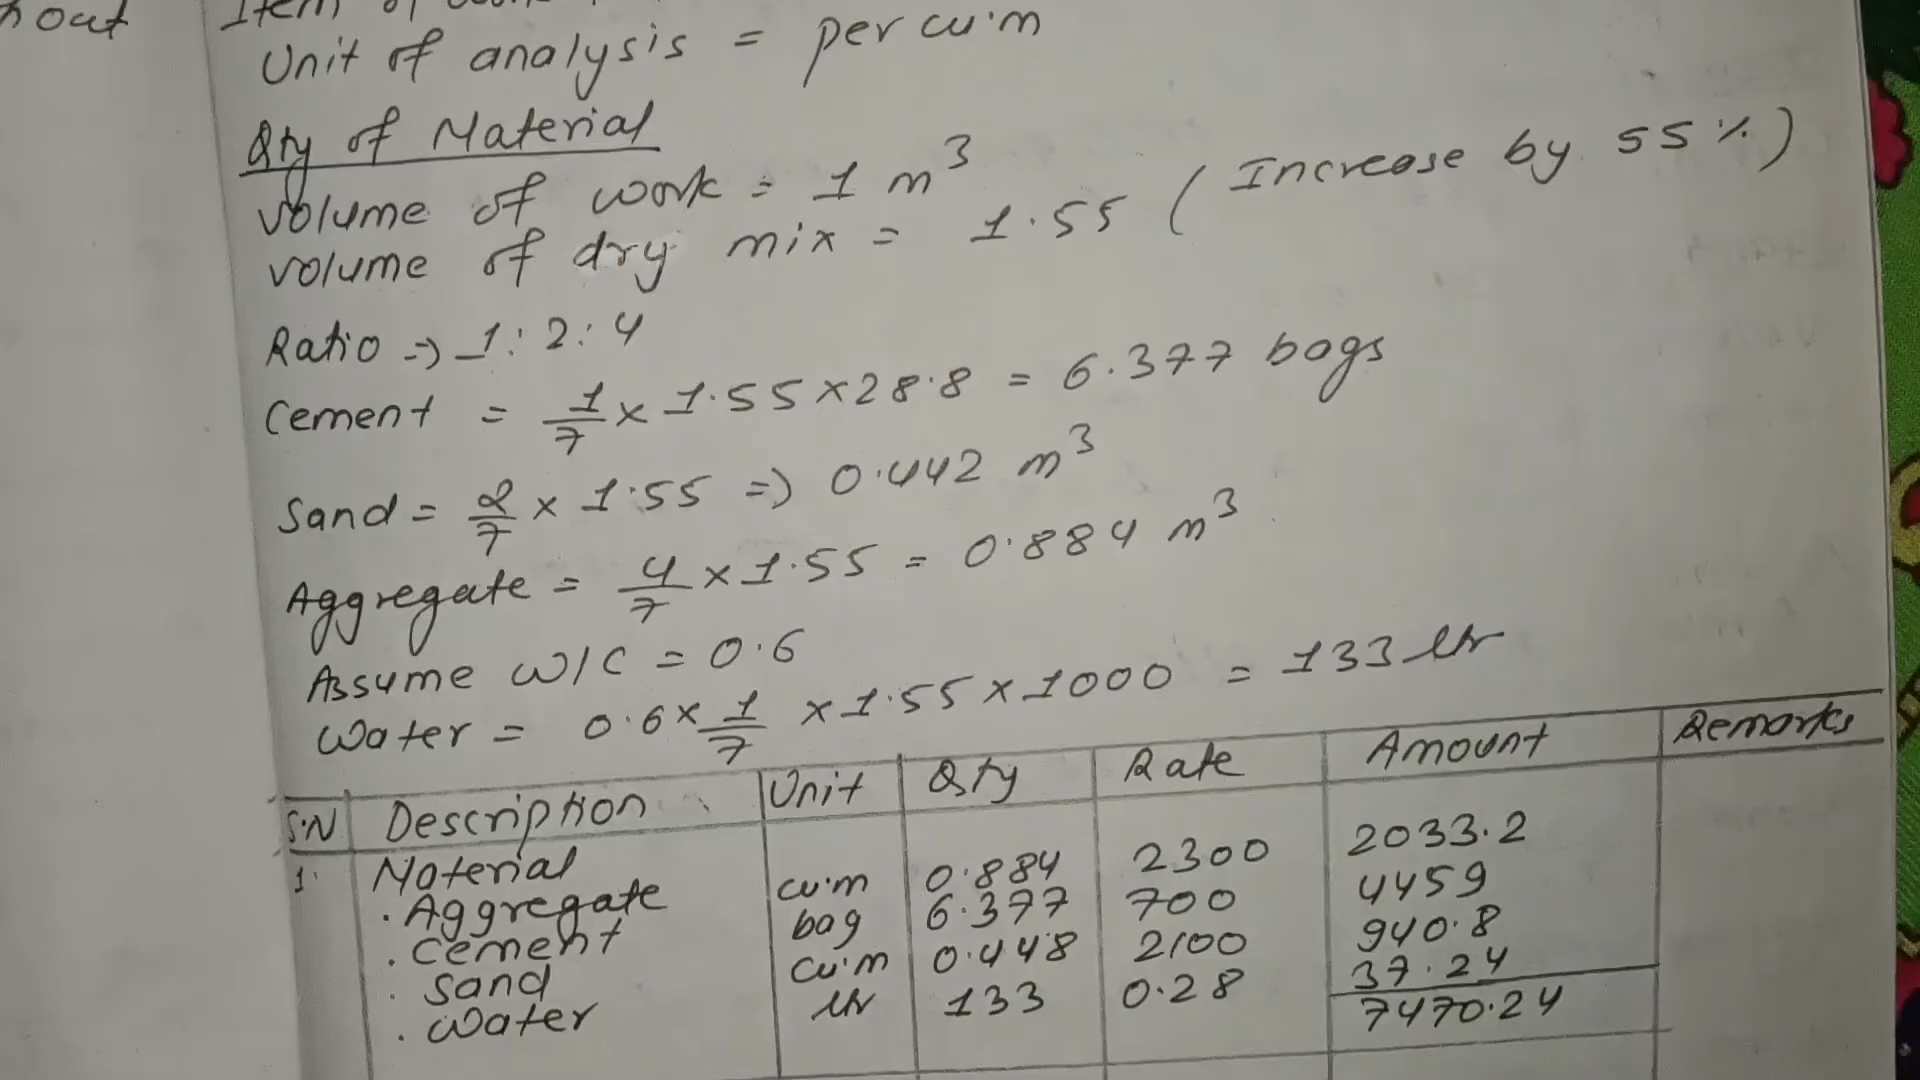 out
Item of
Unit of analysis = per cu.m
Qty of Material
volume of work = 1 m³
volume of dry mix = 1.55 (Increase by 55 %)
Ratio => 1:2:4
Cement = 1/7 × 1.55 × 28.8 = 6.377 bags
Sand = 2/7 × 1.55 => 0.442 m³
Aggregate = 4/7 × 1.55 = 0.884 m³
Assume W/C = 0.6
Water = 0.6 × 1/7 × 1.55 × 1000 = 133 ltr
S.N Description Unit Qty Rate Amount Remarks
1. Material
. Aggregate cu.m 0.884 2300 2033.2
. Cement bag 6.377 700 4459
. Sand cu.m 0.448 2100 940.8
. Water ltr 133 0.28 37.24
7470.24